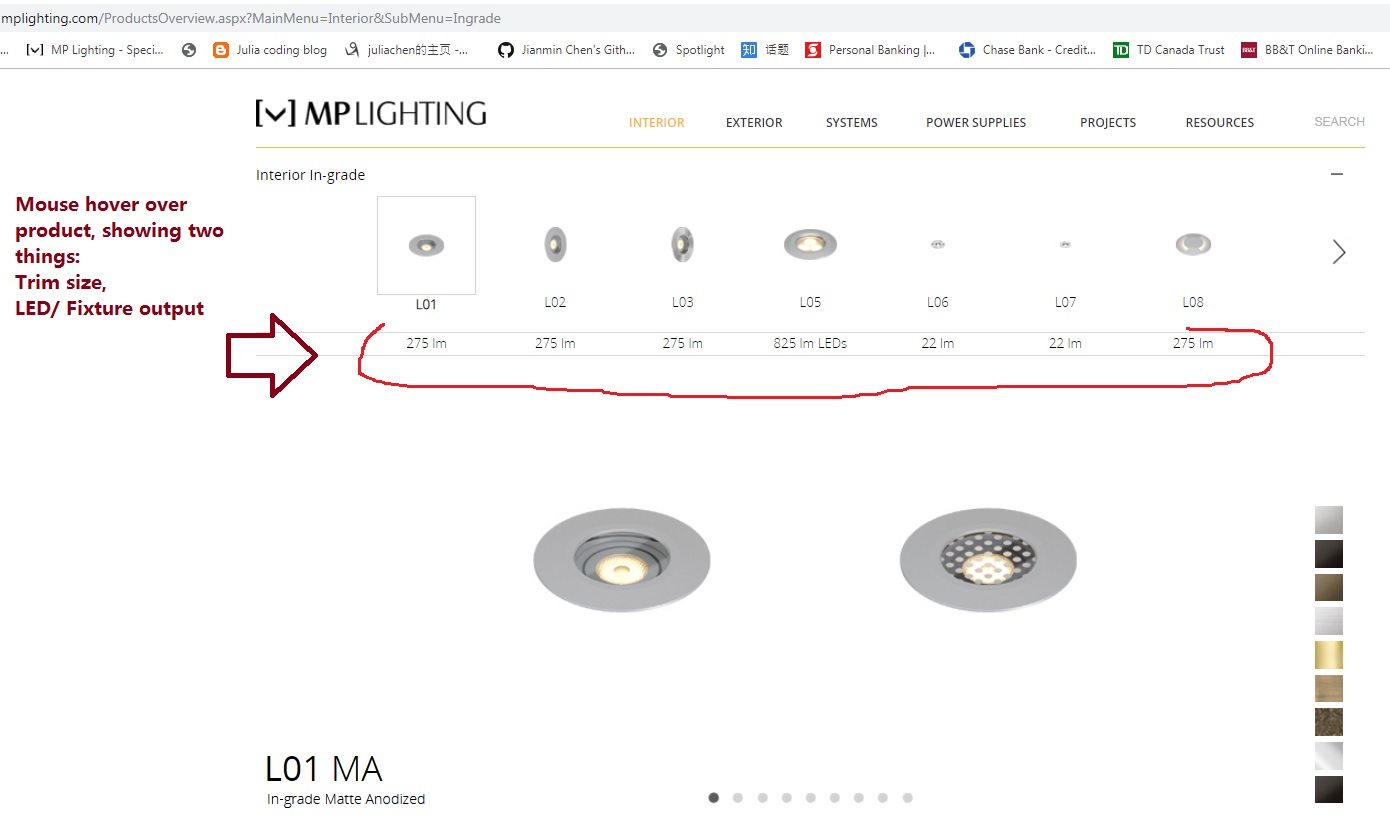 mplighting.com/ProductsOverview.aspx?MainMenu=Interior&SubMenu=Ingrade
... MP Lighting - Speci... Julia coding blog juliachen的主页 -... Jianmin Chen's Gith... Spotlight 知 话题 Personal Banking |... Chase Bank - Credit... TD TD Canada Trust BB&T BB&T Online Banki...
MP LIGHTING
INTERIOR EXTERIOR SYSTEMS POWER SUPPLIES PROJECTS RESOURCES SEARCH
Interior In-grade
Mouse hover over
product, showing two
things:
Trim size,
LED/ Fixture output
L01 L02 L03 L05 L06 L07 L08
275 lm 275 lm 275 lm 825 lm LEDs 22 lm 22 lm 275 lm
L01 MA
In-grade Matte Anodized